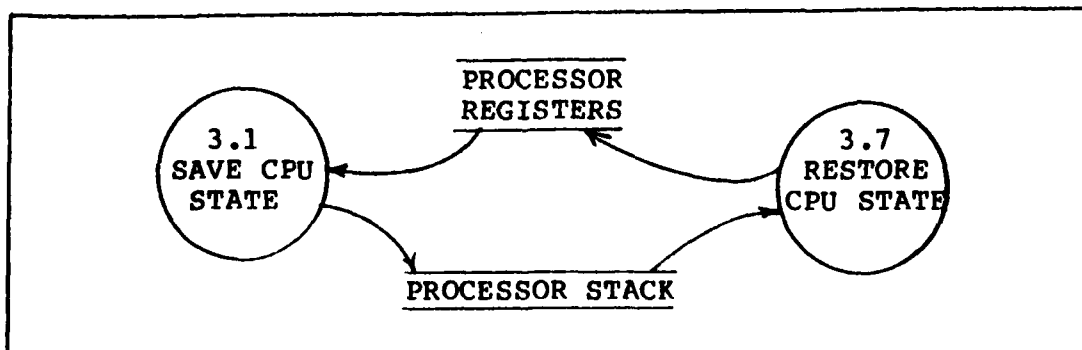 PROCESSOR
REGISTERS
3.1
SAVE CPU
STATE
3.7
RESTORE
CPU STATE
PROCESSOR STACK